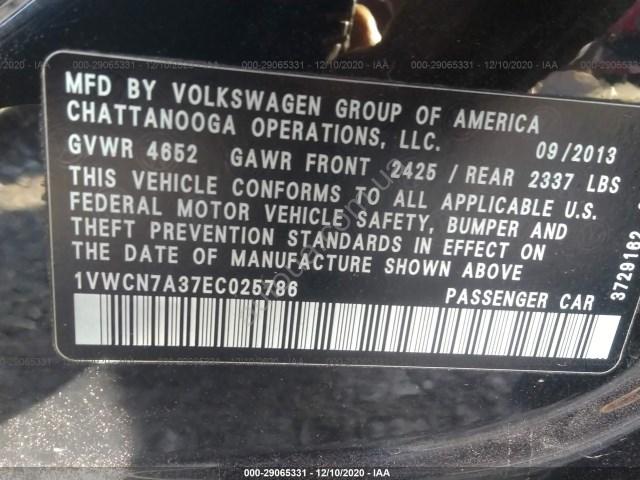 MFD BY VOLKSWAGEN GROUP OF AMERICA
CHATTANOOGA OPERATIONS, LLC. 09/2013
GVWR 4652 GAWR FRONT 2425 / REAR 2337 LBS
THIS VEHICLE CONFORMS TO ALL APPLICABLE U.S.
FEDERAL MOTOR VEHICLE SAFETY, BUMPER AND
THEFT PREVENTION STANDARDS IN EFFECT ON
THE DATE OF MANUFACTURE SHOWN ABOVE
1VWCN7A37EC025786 PASSENGER CAR
3729182
000-29065331 - 12/10/2020 - IAA